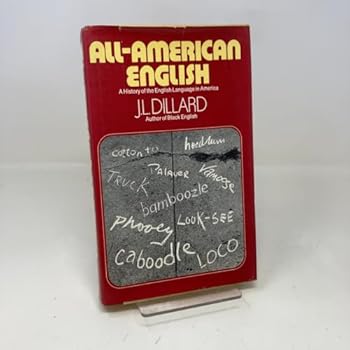 ALL-AMERICAN
ENGLISH
A History of the English Language in America
J.L. DILLARD
Author of Black English
cotton to hoodlum
TRUCK PALAVER Vamoose
bamboozle
phooey LOOK-SEE
CaBoodle LOCO